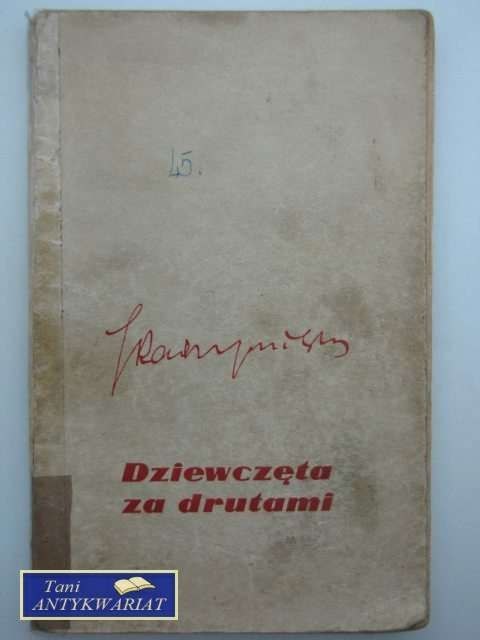 45.
Dziewczęta
za drutami
Tani
ANTYKWARIAT